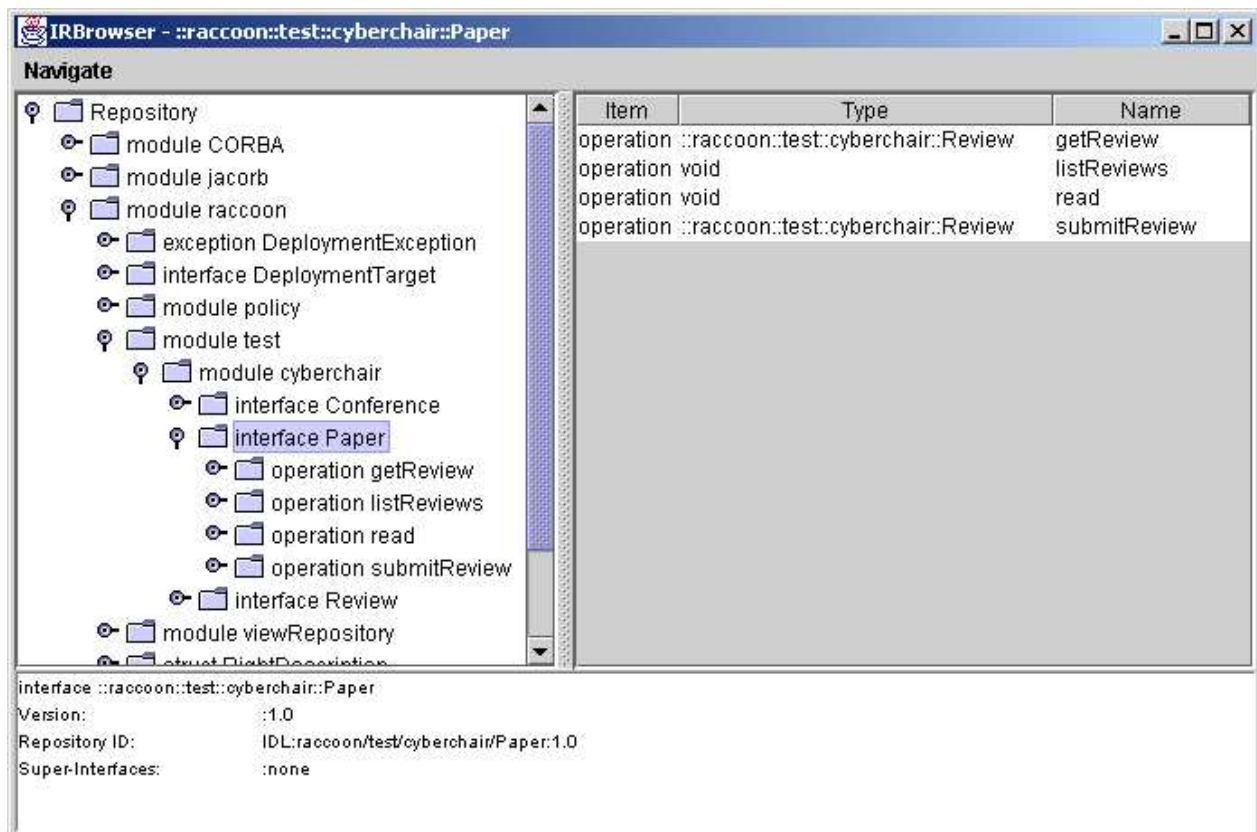 IRBrowser - ::raccoon::test::cyberchair::Paper
Navigate
Repository
module CORBA
module jacorb
module raccoon
exception DeploymentException
interface DeploymentTarget
module policy
module test
module cyberchair
interface Conference
interface Paper
operation getReview
operation listReviews
operation read
operation submitReview
interface Review
module viewRepository
struct RightDescription
Item Type Name
operation ::raccoon::test::cyberchair::Review getReview
operation void listReviews
operation void read
operation ::raccoon::test::cyberchair::Review submitReview
interface ::raccoon::test::cyberchair::Paper
Version: :1.0
Repository ID: IDL:raccoon/test/cyberchair/Paper:1.0
Super-Interfaces: :none